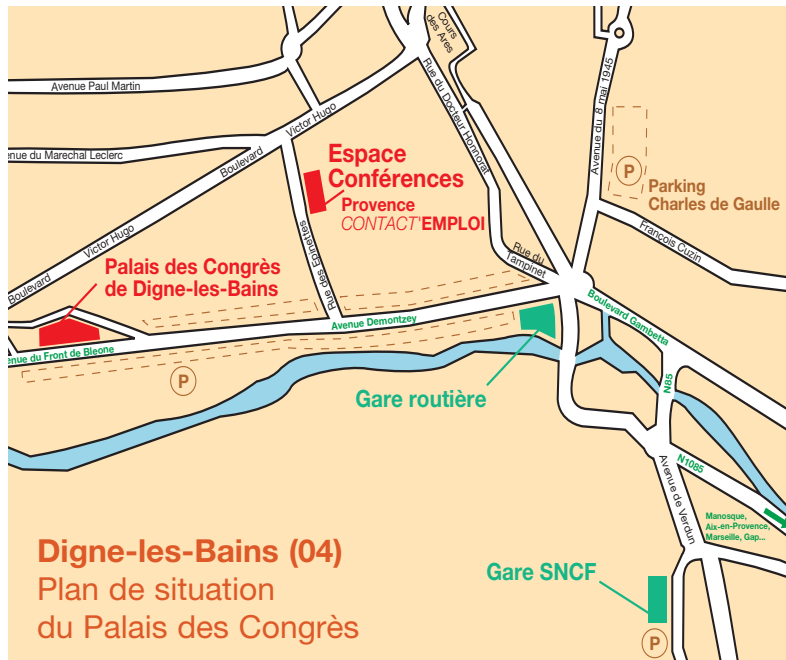 Cours
des Ares
Avenue Paul Martin
Rue du Docteur Honnorat
Avenue du 8 mai 1945
Victor Hugo
Boulevard
enue du Marechal Leclerc
Espace
Conférences
Provence
CONTACT'EMPLOI
P
Parking
Charles de Gaulle
François Cuzin
Rue des Epinettes
Victor Hugo
Boulevard
Rue du
Tampinet
Palais des Congrès
de Digne-les-Bains
Boulevard Gambetta
Avenue Demontzey
enue du Front de Bleone
P
Gare routière
N85
N1085
Avenue de Verdun
Manosque,
Aix-en-Provence,
Marseille, Gap...
Digne-les-Bains (04)
Plan de situation
du Palais des Congrès
Gare SNCF
P